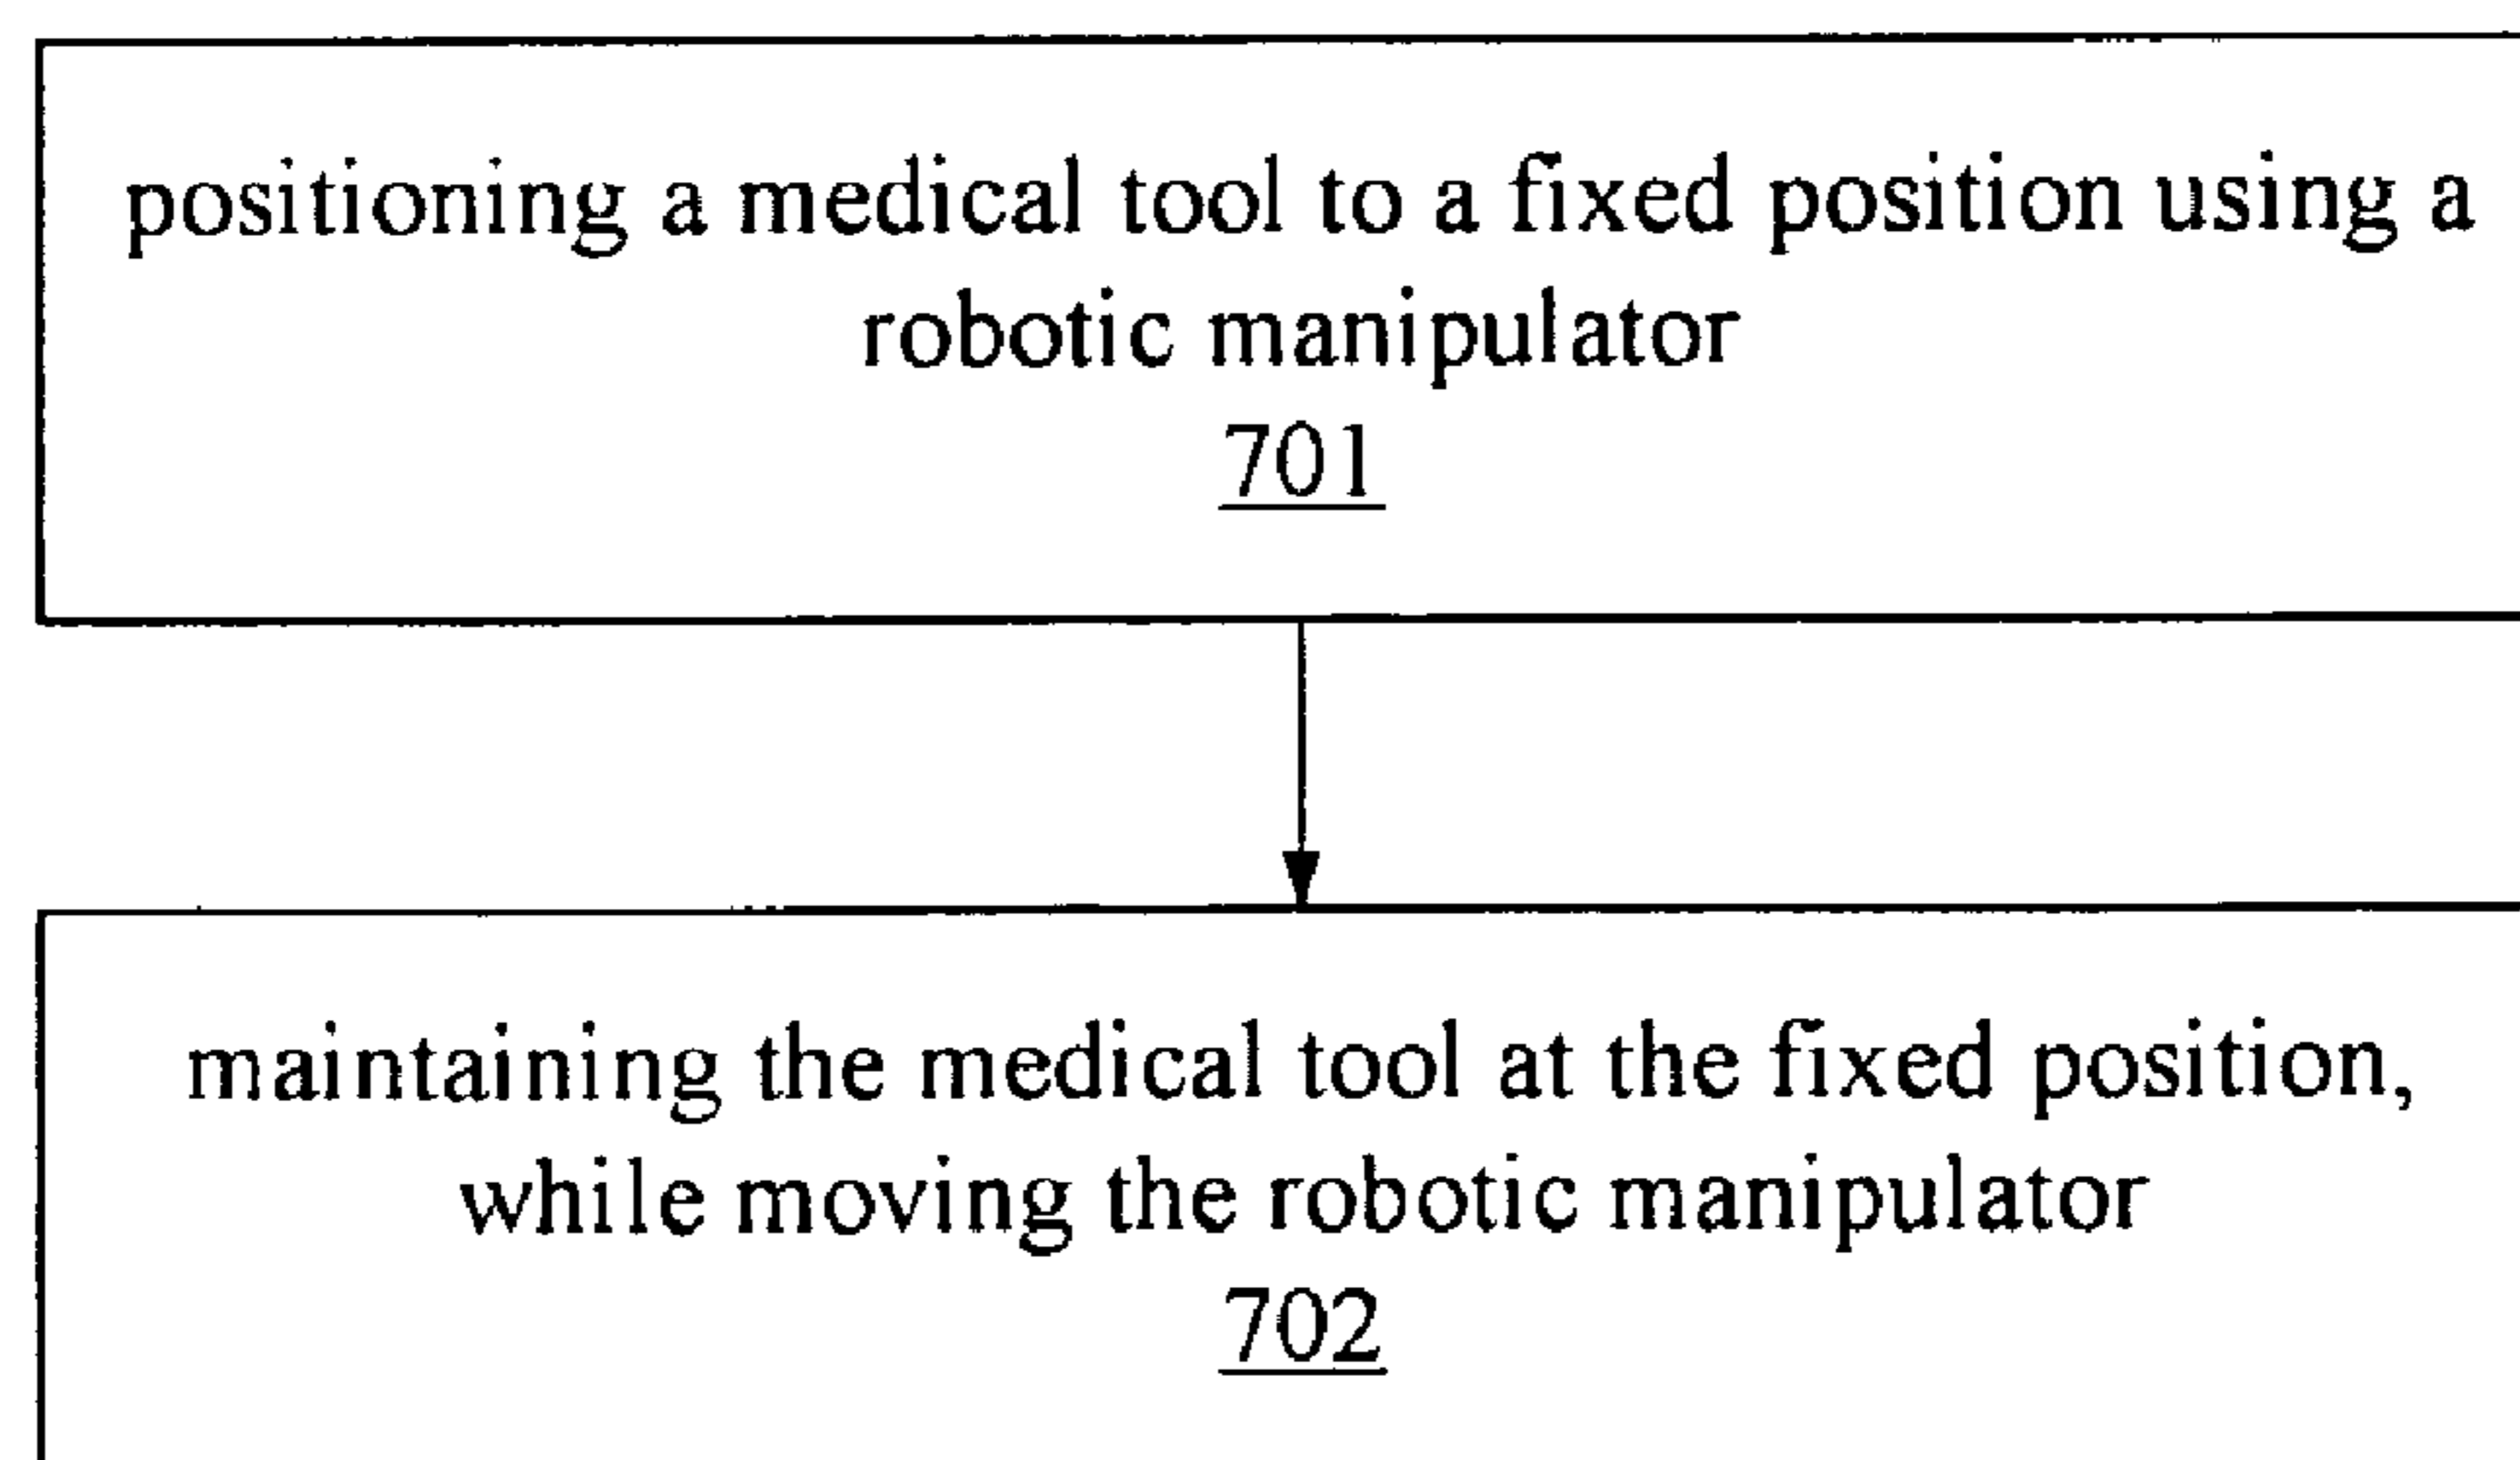 positioning a medical tool to a fixed position using a
robotic manipulator
701
maintaining the medical tool at the fixed position,
while moving the robotic manipulator
702